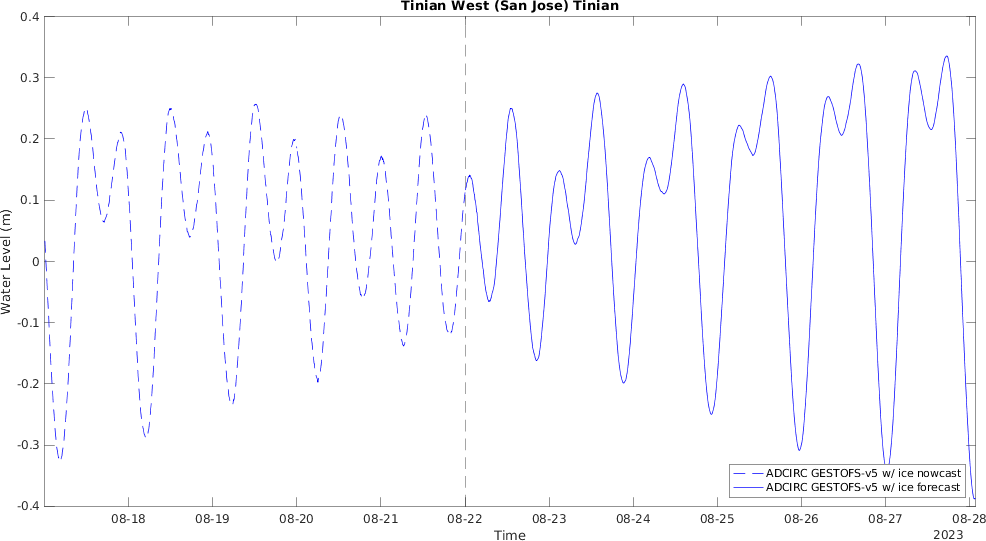 Tinian West (San Jose) Tinian
0.4
0.3
0.2
0.1
0
-0.1
-0.2
-0.3
-0.4
Water Level (m)
ADCIRC GESTOFS-v5 w/ ice nowcast
ADCIRC GESTOFS-v5 w/ ice forecast
08-18 08-19 08-20 08-21 08-22 08-23 08-24 08-25 08-26 08-27 08-28
Time
2023